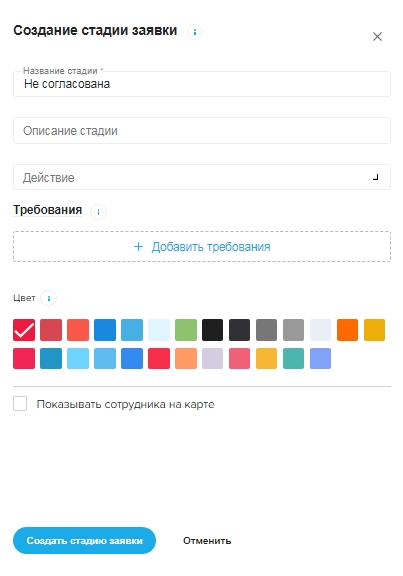 Создание стадии заявки
Название стадии *
Не согласована
Описание стадии
Действие
Требования
+ Добавить требования
Цвет
Показывать сотрудника на карте
Создать стадию заявки
Отменить